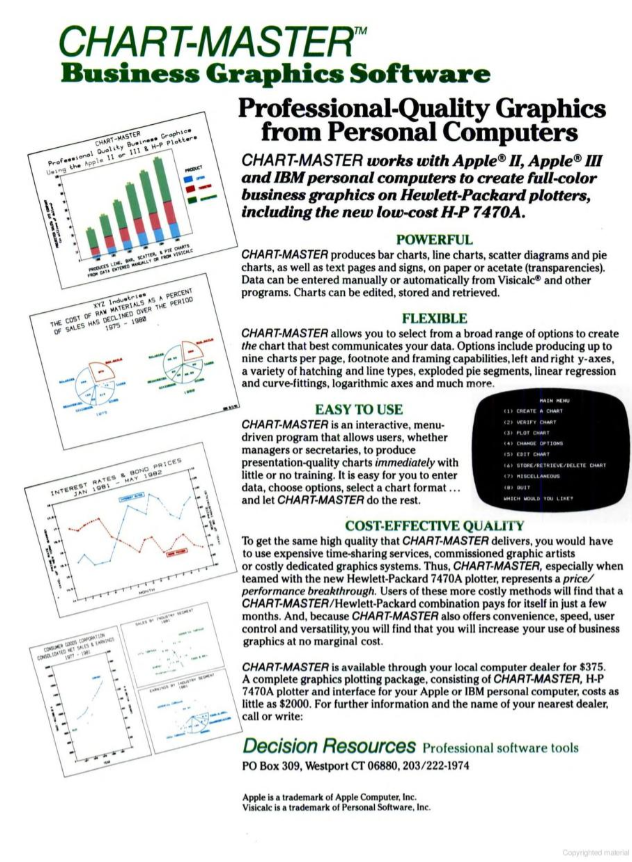 CHART-MASTER™
Business Graphics Software
Professional-Quality Graphics
from Personal Computers
CHART-MASTER works with Apple® II, Apple® III
and IBM personal computers to create full-color
business graphics on Hewlett-Packard plotters,
including the new low-cost H-P 7470A.
POWERFUL
CHART-MASTER produces bar charts, line charts, scatter diagrams and pie
charts, as well as text pages and signs, on paper or acetate (transparencies).
Data can be entered manually or automatically from Visicalc® and other
programs. Charts can be edited, stored and retrieved.
FLEXIBLE
CHART-MASTER allows you to select from a broad range of options to create
the chart that best communicates your data. Options include producing up to
nine charts per page, footnote and framing capabilities, left and right y-axes,
a variety of hatching and line types, exploded pie segments, linear regression
and curve-fittings, logarithmic axes and much more.
EASY TO USE
CHART-MASTER is an interactive, menu-
driven program that allows users, whether
managers or secretaries, to produce
presentation-quality charts immediately with
little or no training. It is easy for you to enter
data, choose options, select a chart format ...
and let CHART-MASTER do the rest.
MAIN MENU
(1) CREATE A CHART
(2) VERIFY CHART
(3) PLOT CHART
(4) CHANGE OPTIONS
(5) EDIT CHART
(6) STORE/RETRIEVE/DELETE CHART
(7) MISCELLANEOUS
(8) QUIT
WHICH WOULD YOU LIKE?
COST-EFFECTIVE QUALITY
To get the same high quality that CHART-MASTER delivers, you would have
to use expensive time-sharing services, commissioned graphic artists
or costly dedicated graphics systems. Thus, CHART-MASTER, especially when
teamed with the new Hewlett-Packard 7470A plotter, represents a price/
performance breakthrough. Users of these more costly methods will find that a
CHART-MASTER/Hewlett-Packard combination pays for itself in just a few
months. And, because CHART-MASTER also offers convenience, speed, user
control and versatility, you will find that you will increase your use of business
graphics at no marginal cost.
CHART-MASTER is available through your local computer dealer for $375.
A complete graphics plotting package, consisting of CHART-MASTER, H-P
7470A plotter and interface for your Apple or IBM personal computer, costs as
little as $2000. For further information and the name of your nearest dealer,
call or write:
Decision Resources Professional software tools
PO Box 309, Westport CT 06880, 203/222-1974
Apple is a trademark of Apple Computer, Inc.
Visicalc is a trademark of Personal Software, Inc.
CHART-MASTER
Professional Quality Business Graphics
Using the Apple II or III & H-P Plotters
PRODUCT
PRODUCES LINE, BAR, SCATTER, & PIE CHARTS
FROM DATA ENTERED MANUALLY OR FROM VISICALC
XYZ Industries
THE COST OF RAW MATERIALS AS A PERCENT
OF SALES HAS DECLINED OVER THE PERIOD
1975 - 1980
1975
1980
INTEREST RATES & BOND PRICES
JAN 1981 - MAY 1982
MONTH
CONSUMER GOODS CORPORATION
CONSOLIDATED NET SALES & EARNINGS
1977 - 1981
SALES BY INDUSTRY SEGMENT
1981
EARNINGS BY INDUSTRY SEGMENT
1981
Copyrighted material